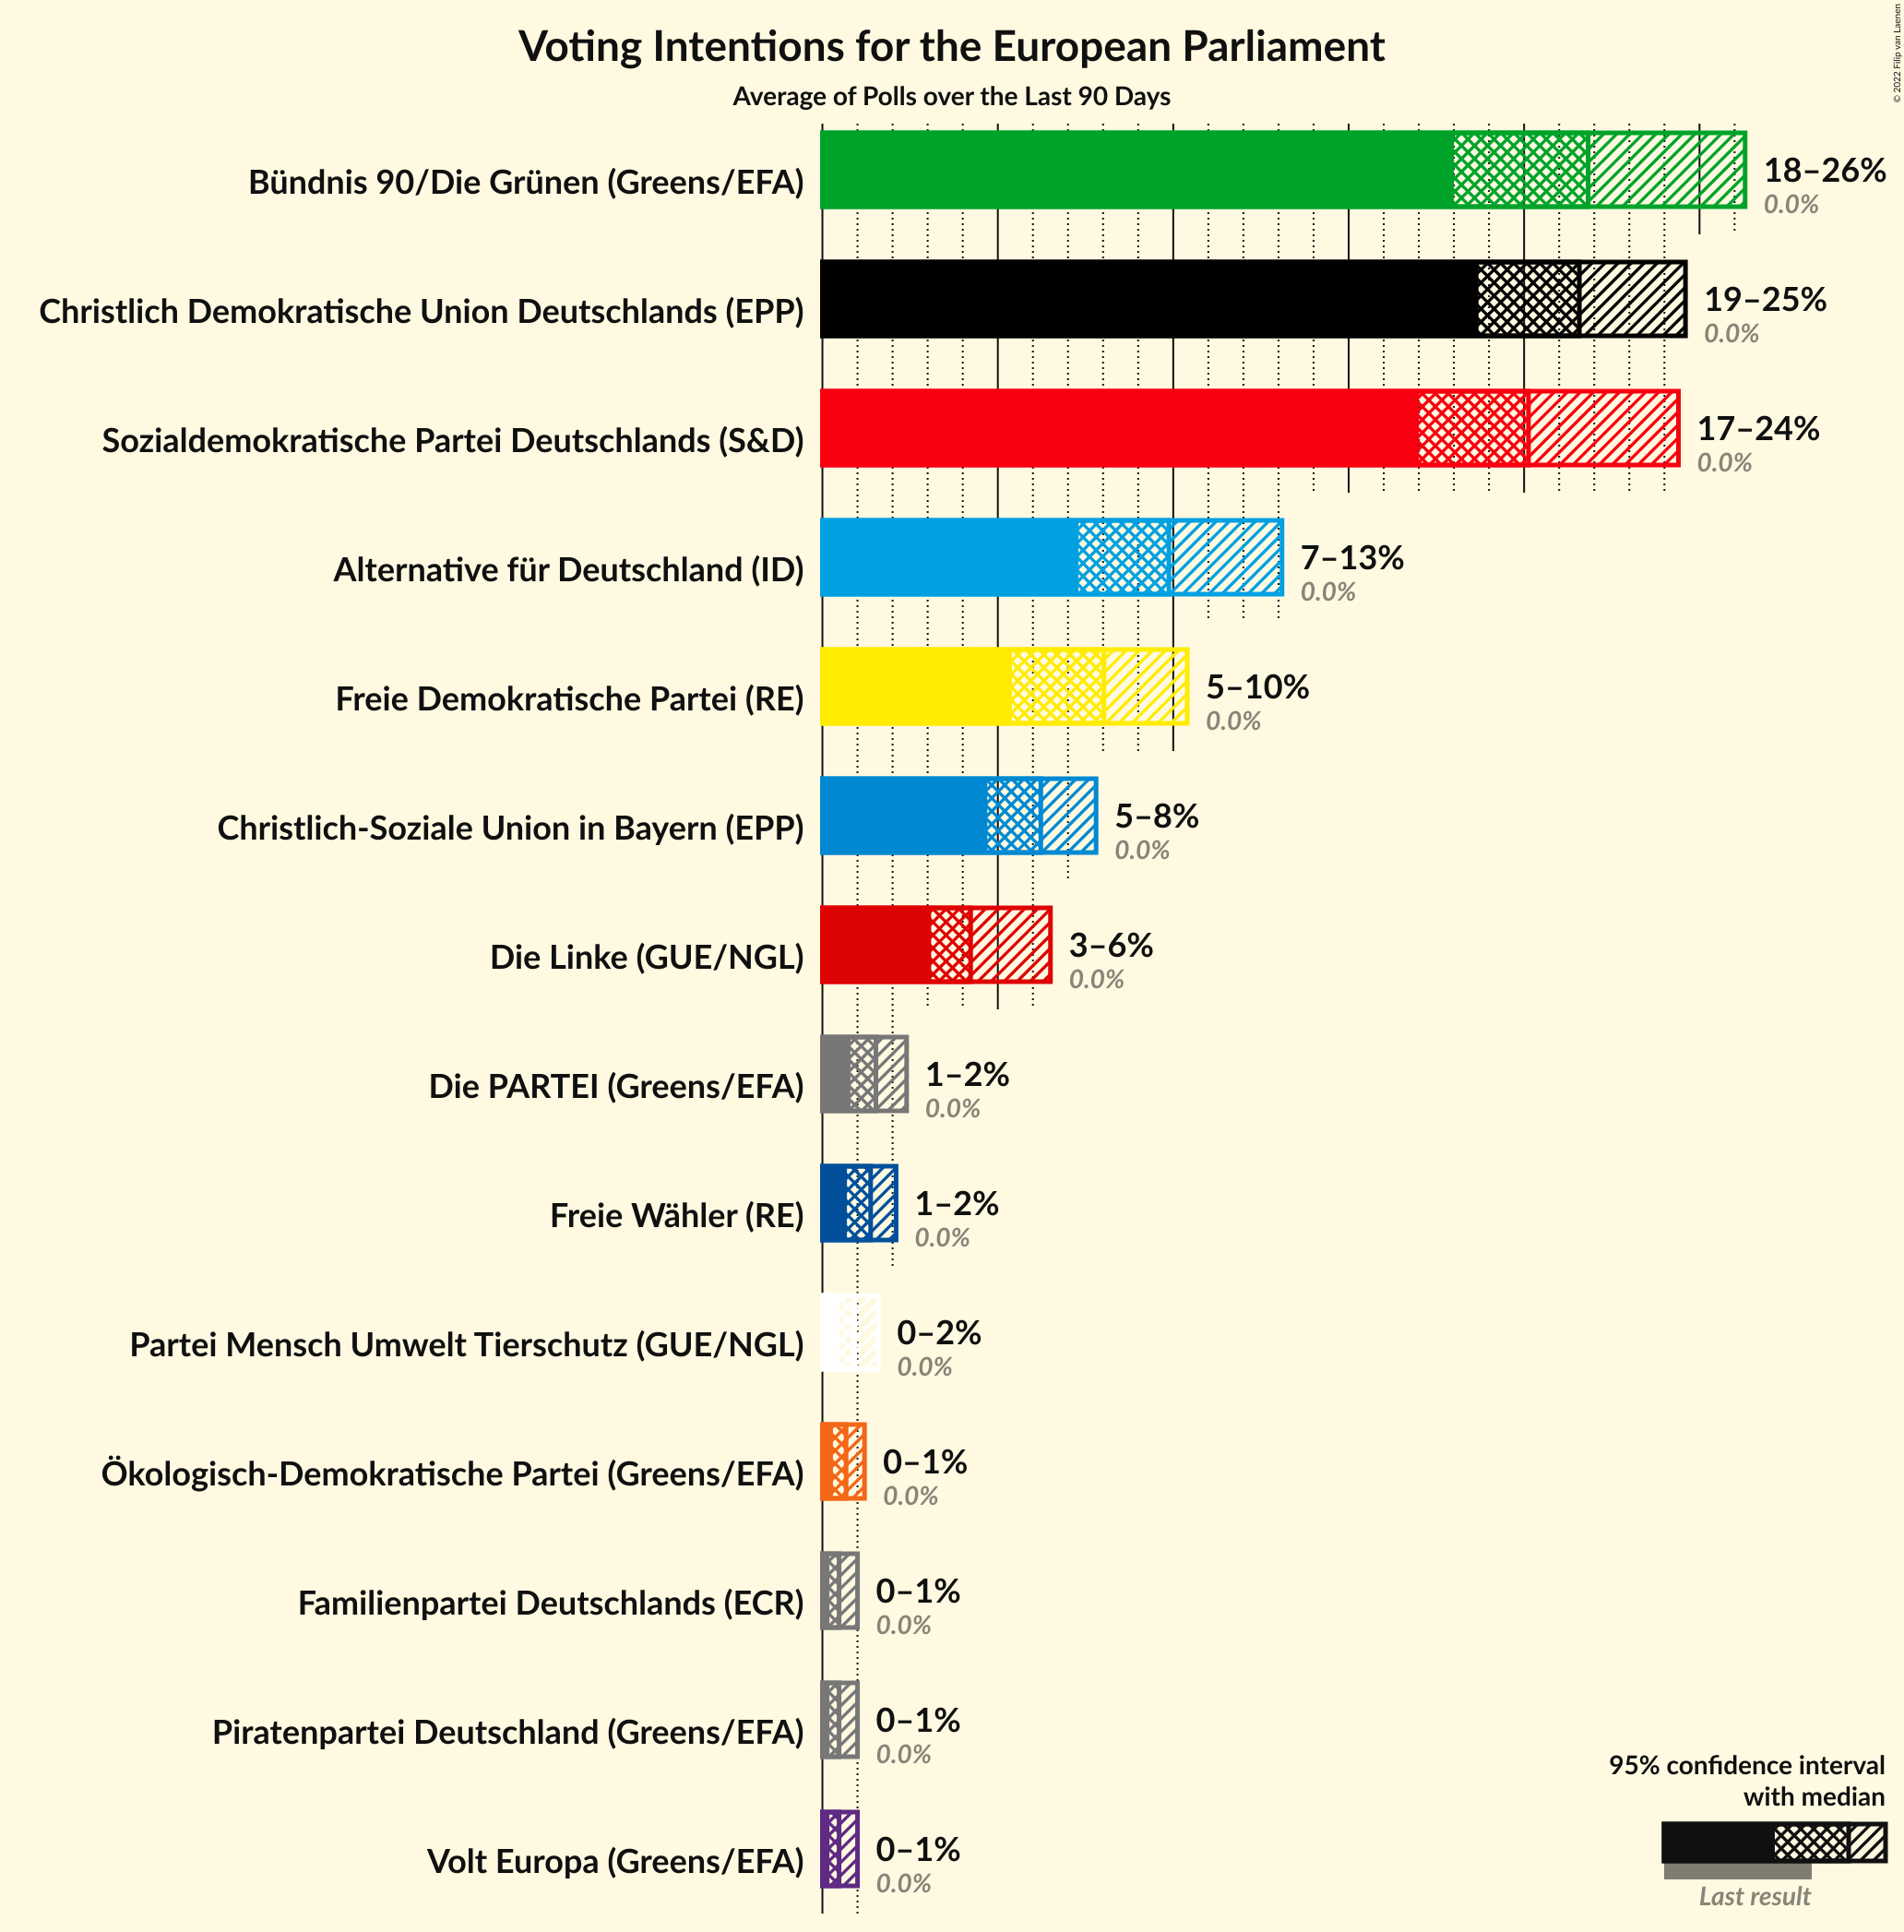 Voting Intentions for the European Parliament
Average of Polls over the Last 90 Days
© 2022 Filip van Laenen
Bündnis 90/Die Grünen (Greens/EFA)
18–26%
0.0%
Christlich Demokratische Union Deutschlands (EPP)
19–25%
0.0%
Sozialdemokratische Partei Deutschlands (S&D)
17–24%
0.0%
Alternative für Deutschland (ID)
7–13%
0.0%
Freie Demokratische Partei (RE)
5–10%
0.0%
Christlich-Soziale Union in Bayern (EPP)
5–8%
0.0%
Die Linke (GUE/NGL)
3–6%
0.0%
Die PARTEI (Greens/EFA)
1–2%
0.0%
Freie Wähler (RE)
1–2%
0.0%
Partei Mensch Umwelt Tierschutz (GUE/NGL)
0–2%
0.0%
Ökologisch-Demokratische Partei (Greens/EFA)
0–1%
0.0%
Familienpartei Deutschlands (ECR)
0–1%
0.0%
Piratenpartei Deutschland (Greens/EFA)
0–1%
0.0%
Volt Europa (Greens/EFA)
0–1%
0.0%
95% confidence interval
with median
Last result